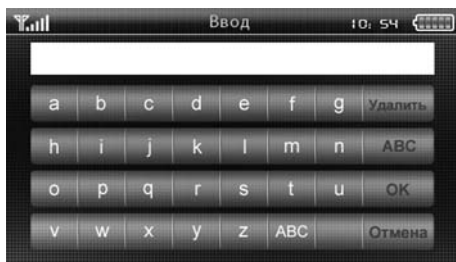 Ввод 10:54
a b c d e f g Удалить
h i j k l m n ABC
o p q r s t u OK
v w x y z ABC Отмена